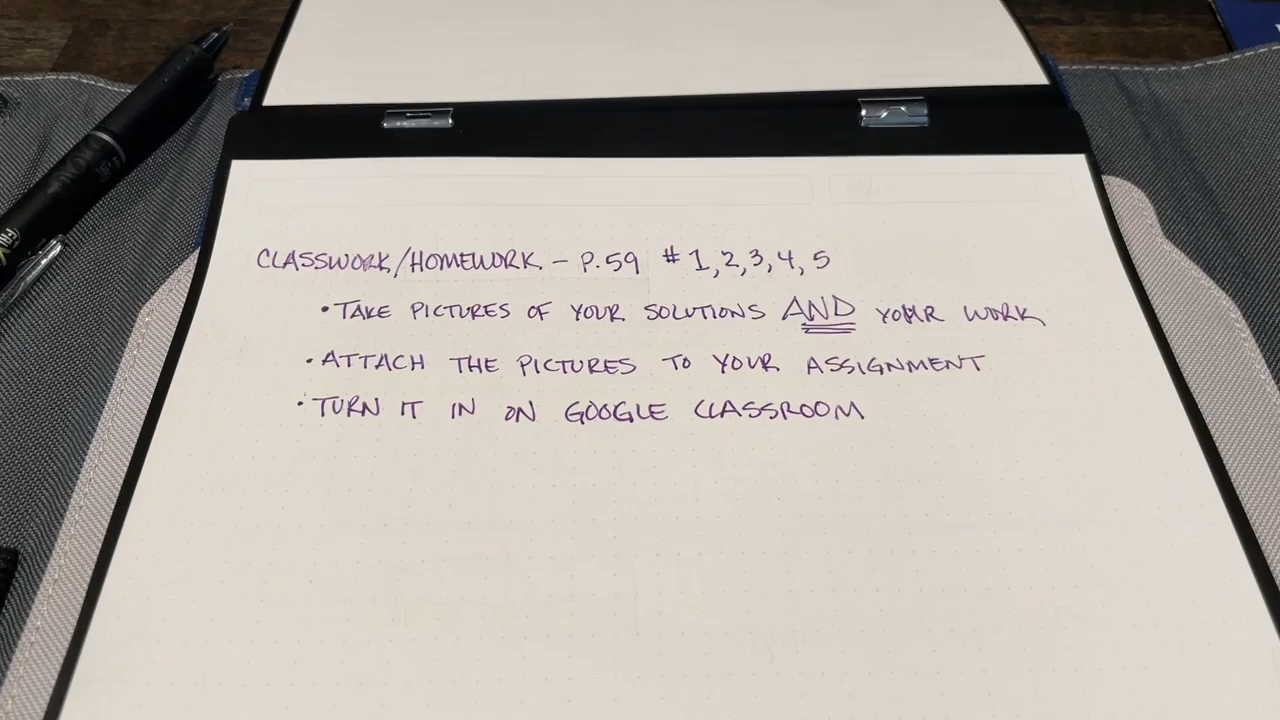 CLASSWORK/HOMEWORK – P.59 # 1, 2, 3, 4, 5
• TAKE PICTURES OF YOUR SOLUTIONS AND YOUR WORK
• ATTACH THE PICTURES TO YOUR ASSIGNMENT
• TURN IT IN ON GOOGLE CLASSROOM